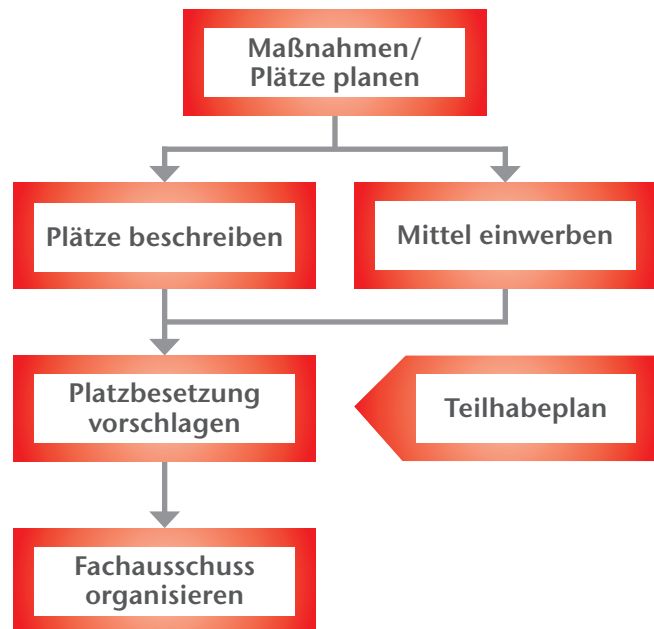 Maßnahmen/
Plätze planen
Plätze beschreiben
Mittel einwerben
Platzbesetzung
vorschlagen
Teilhabeplan
Fachausschuss
organisieren